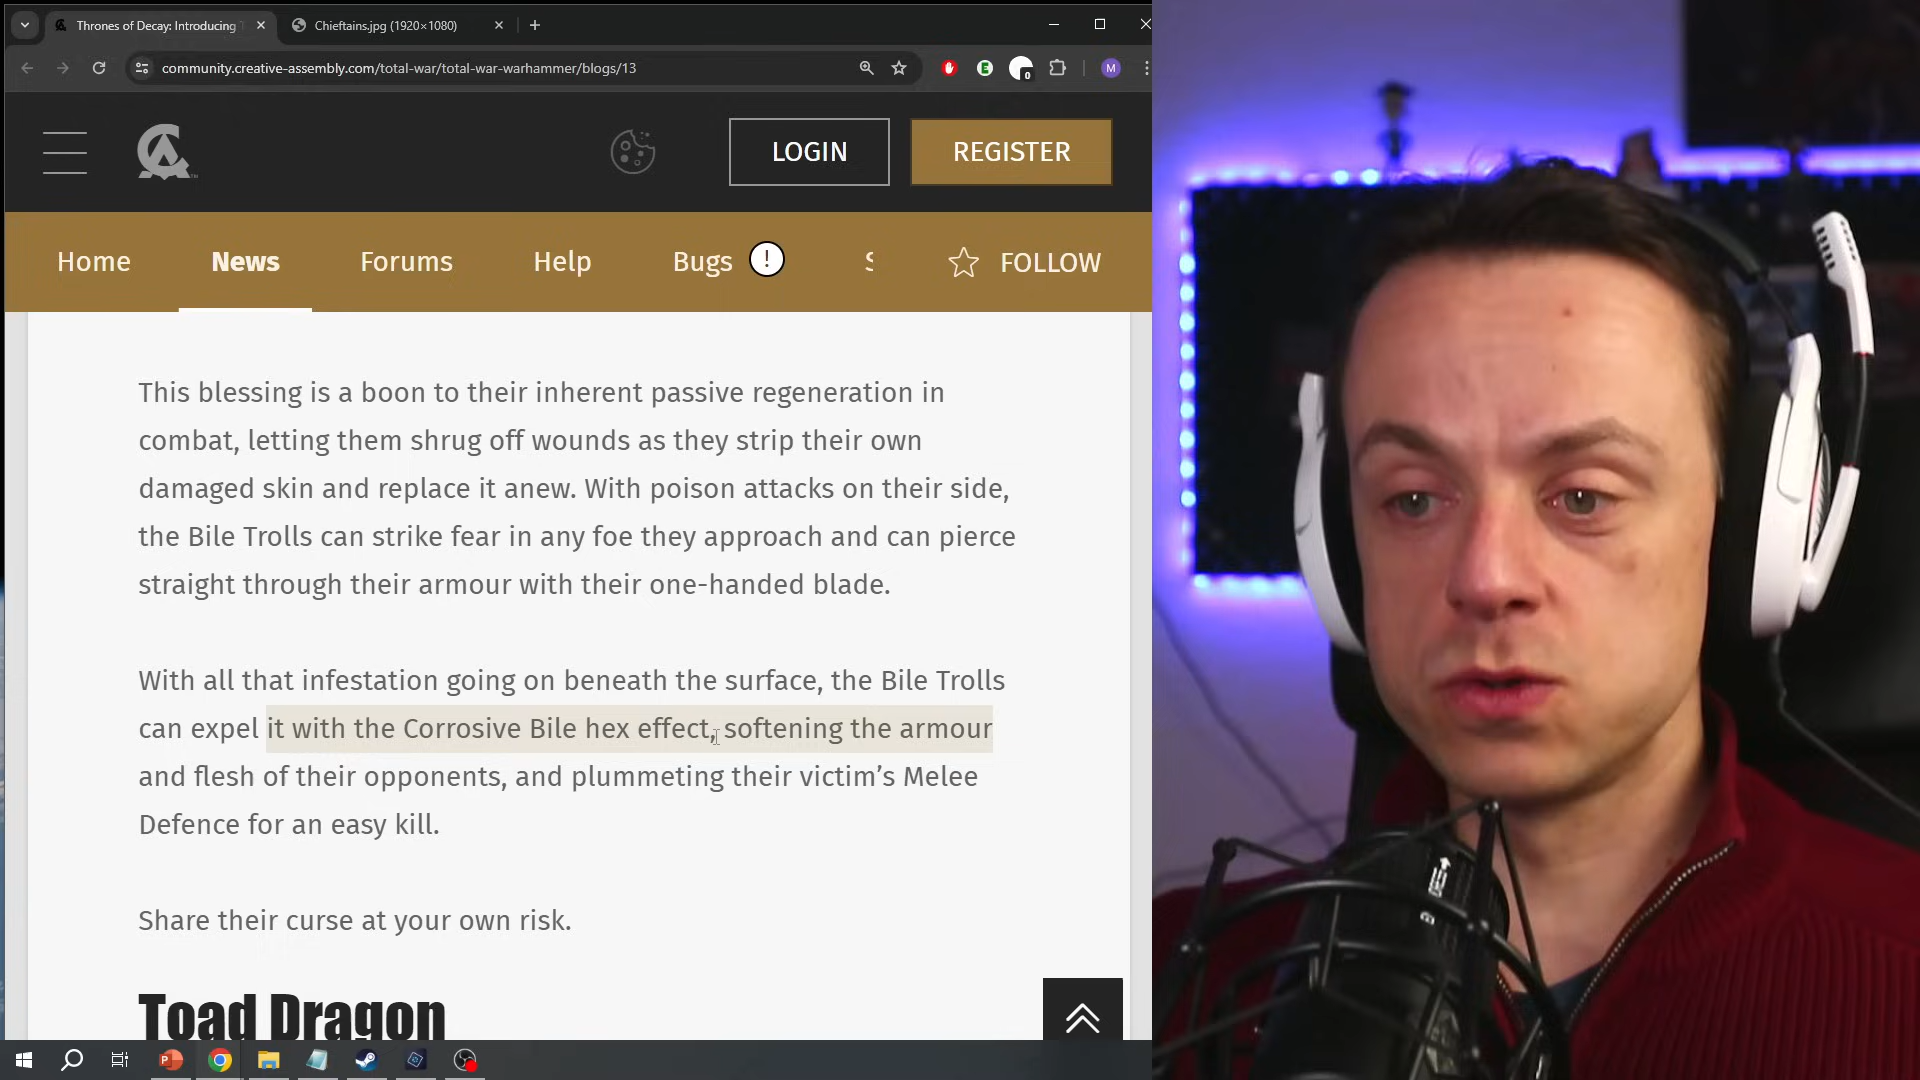 Thrones of Decay: Introducing
Chieftains.jpg (1920×1080)
community.creative-assembly.com/total-war/total-war-warhammer/blogs/13
0
E
M
LOGIN
REGISTER
Home
News
Forums
Help
Bugs
!
FOLLOW
This blessing is a boon to their inherent passive regeneration in
combat, letting them shrug off wounds as they strip their own
damaged skin and replace it anew. With poison attacks on their side,
the Bile Trolls can strike fear in any foe they approach and can pierce
straight through their armour with their one-handed blade.
With all that infestation going on beneath the surface, the Bile Trolls
can expel it with the Corrosive Bile hex effect, softening the armour
and flesh of their opponents, and plummeting their victim’s Melee
Defence for an easy kill.
Share their curse at your own risk.
Toad Dragon